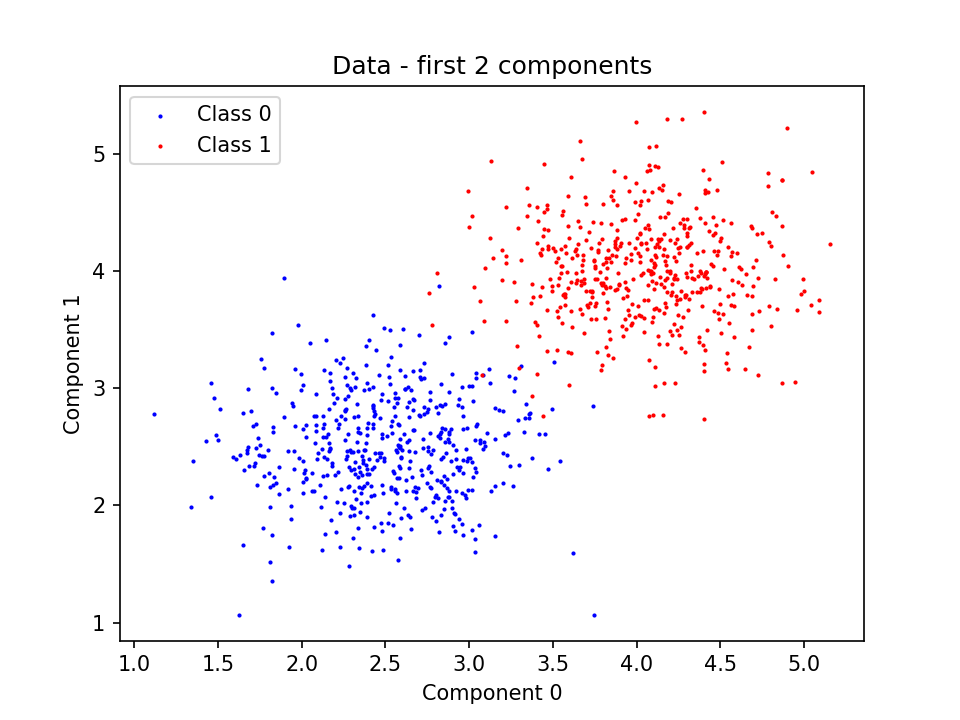 Data - first 2 components
Class 0
Class 1
5
4
3
2
1
Component 1
1.0 1.5 2.0 2.5 3.0 3.5 4.0 4.5 5.0
Component 0